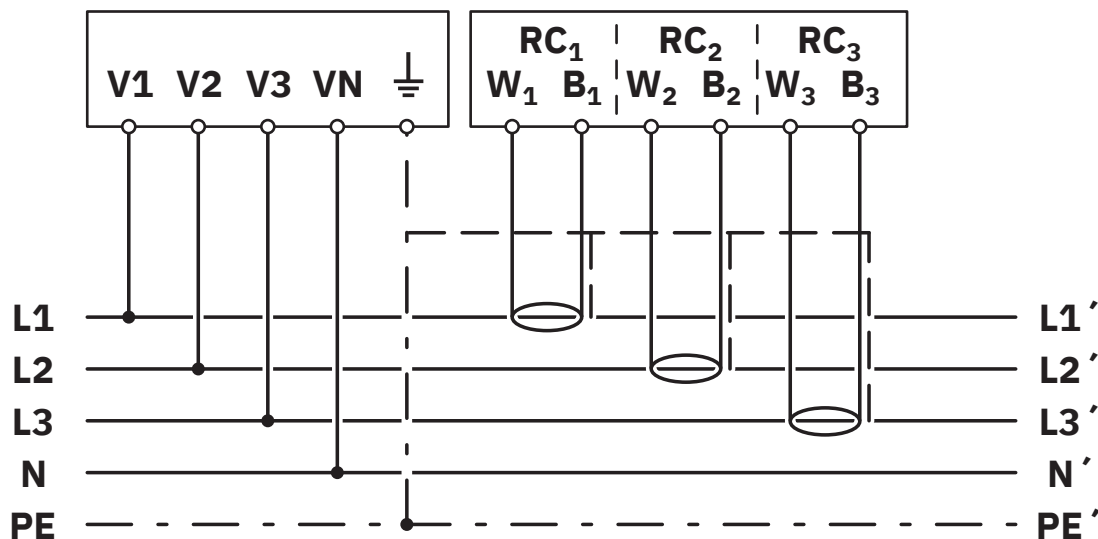 RC₁ RC₂ RC₃
V1 V2 V3 VN W₁ B₁ W₂ B₂ W₃ B₃
L1 L1′
L2 L2′
L3 L3′
N N′
PE PE′